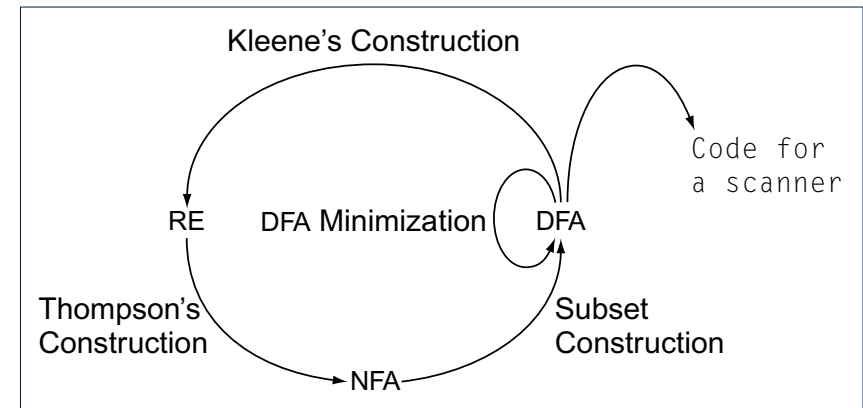 Kleene's Construction
Code for
a scanner
RE
DFA Minimization
DFA
Thompson's
Construction
Subset
Construction
NFA